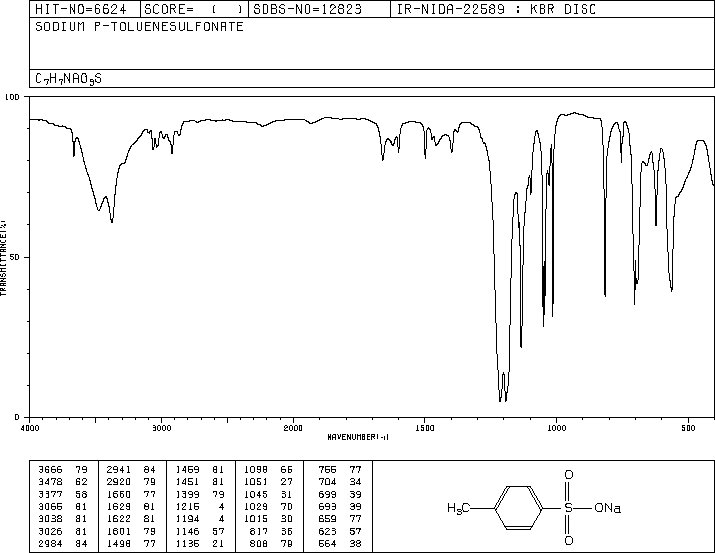 HIT-NO=6624 SCORE= ( ) SDBS-NO=12823 IR-NIDA-22589 : KBR DISC
SODIUM P-TOLUENESULFONATE
C7H7NAO3S
100
50
0
TRANSMITTANCE(%)
4000 3000 2000 1500 1000 500
WAVENUMBER(-1)
3666 79 2941 84 1459 81 1098 66 756 77
3478 62 2920 79 1451 81 1051 27 704 34
3377 58 1660 77 1399 79 1045 31 699 39
3066 81 1629 81 1215 4 1029 70 693 39
3038 81 1622 81 1194 4 1015 30 659 77
3026 81 1601 79 1146 57 817 36 623 57
2984 84 1498 77 1135 21 808 79 564 38
O
H3C S ONa
O